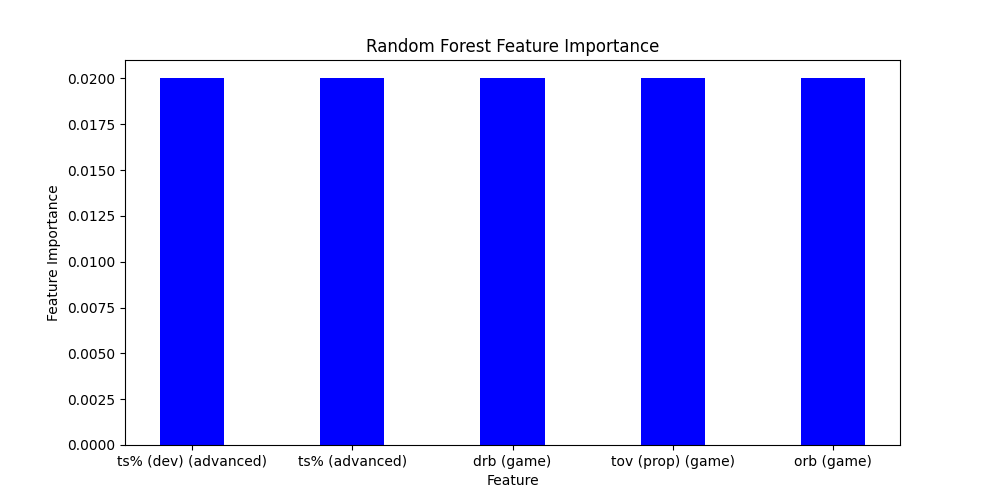 Random Forest Feature Importance
Feature Importance
0.0200
0.0175
0.0150
0.0125
0.0100
0.0075
0.0050
0.0025
0.0000
ts% (dev) (advanced) ts% (advanced) drb (game) tov (prop) (game) orb (game)
Feature